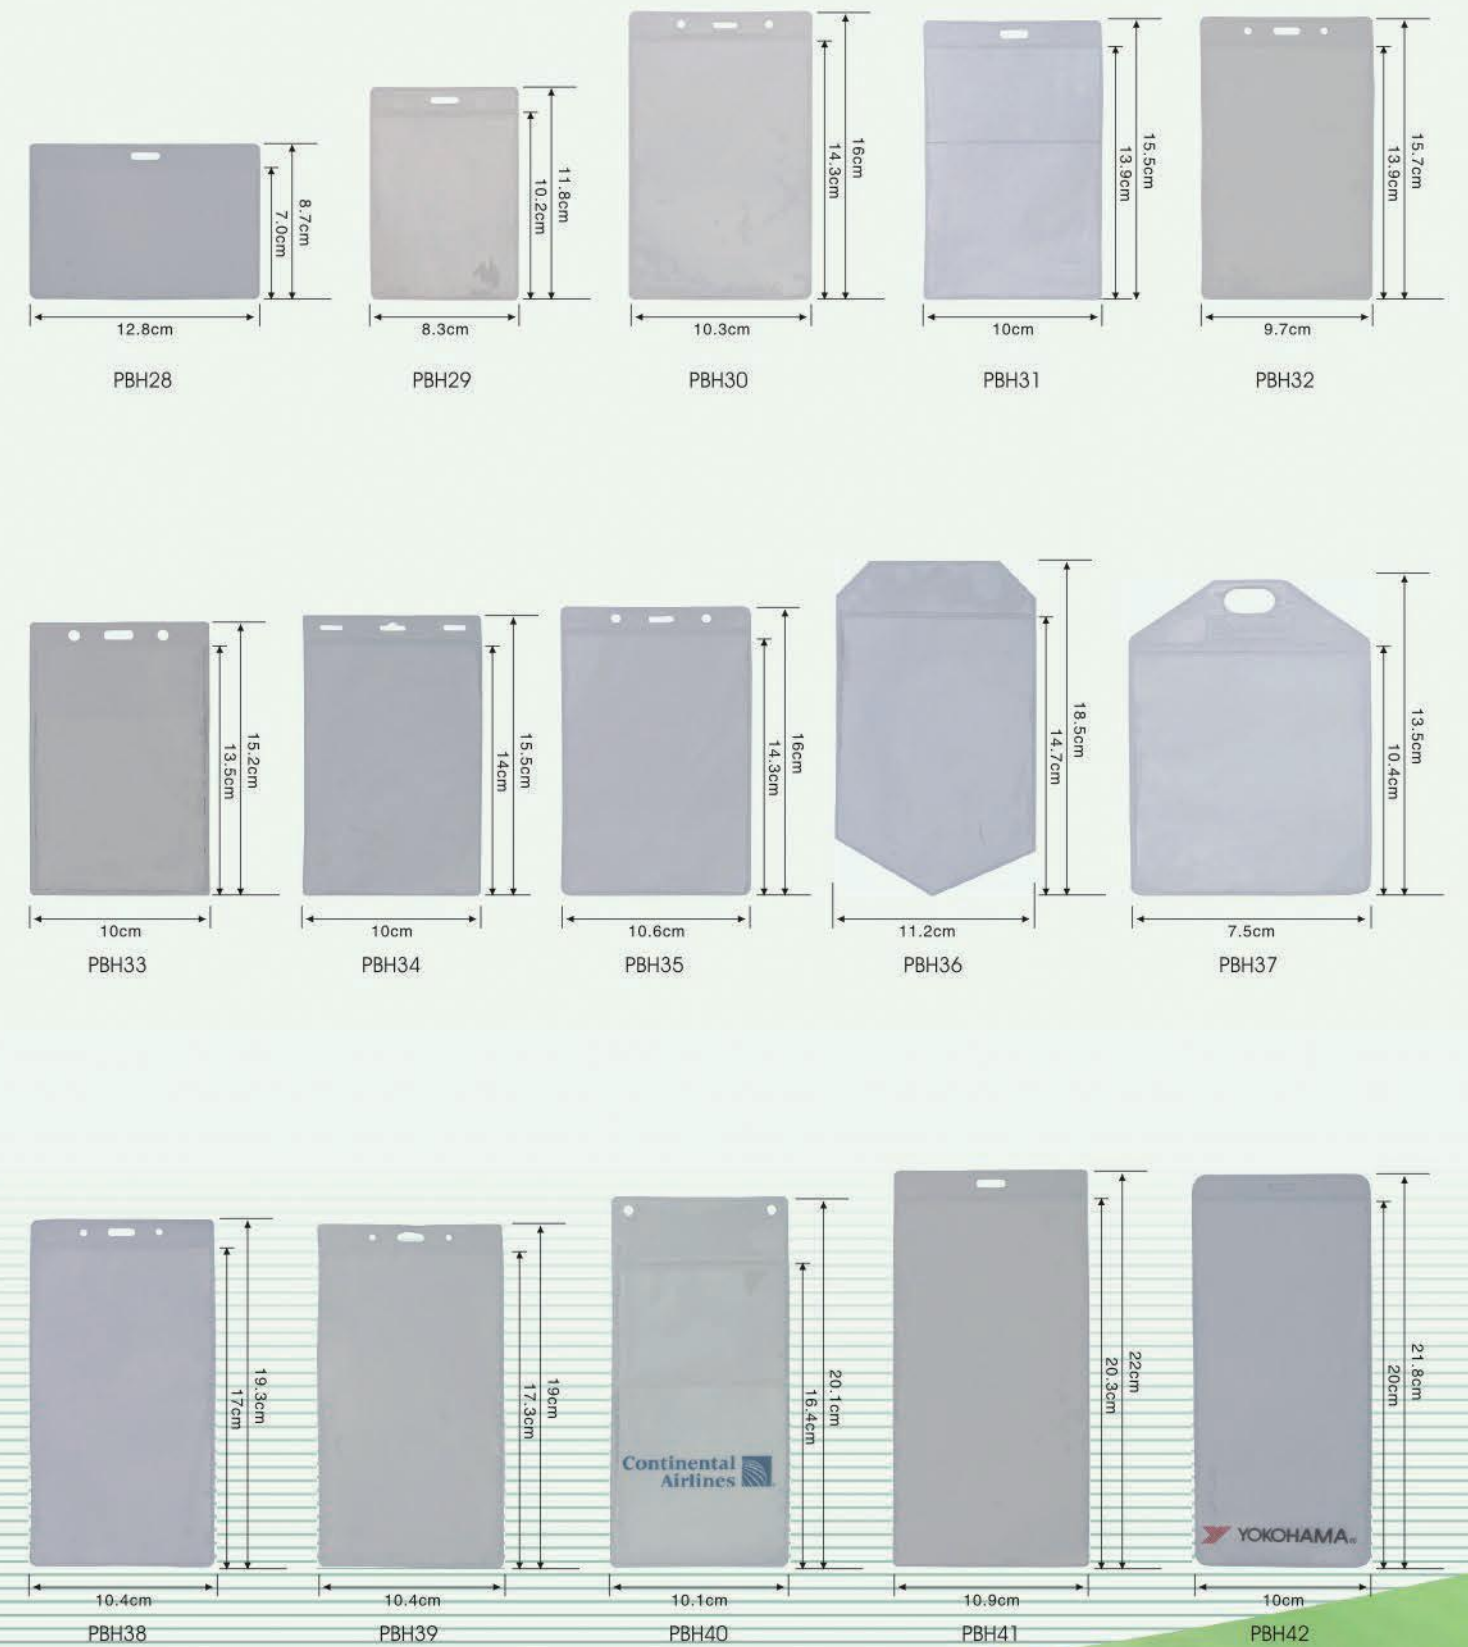 8.7cm
7.0cm
12.8cm
PBH28
11.8cm
10.2cm
8.3cm
PBH29
16cm
14.3cm
10.3cm
PBH30
15.5cm
13.9cm
10cm
PBH31
15.7cm
13.9cm
9.7cm
PBH32
15.2cm
13.5cm
10cm
PBH33
15.5cm
14cm
10cm
PBH34
16cm
14.3cm
10.6cm
PBH35
18.5cm
14.7cm
11.2cm
PBH36
13.5cm
10.4cm
7.5cm
PBH37
19.3cm
17cm
10.4cm
PBH38
19cm
17.3cm
10.4cm
PBH39
20.1cm
16.4cm
Continental
Airlines
10.1cm
PBH40
22cm
20.3cm
10.9cm
PBH41
21.8cm
20cm
YOKOHAMA
10cm
PBH42